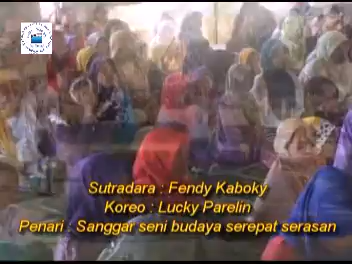 Sutradara : Fendy Kaboky
Koreo : Lucky Parelin
Penari : Sanggar seni budaya serepat serasan